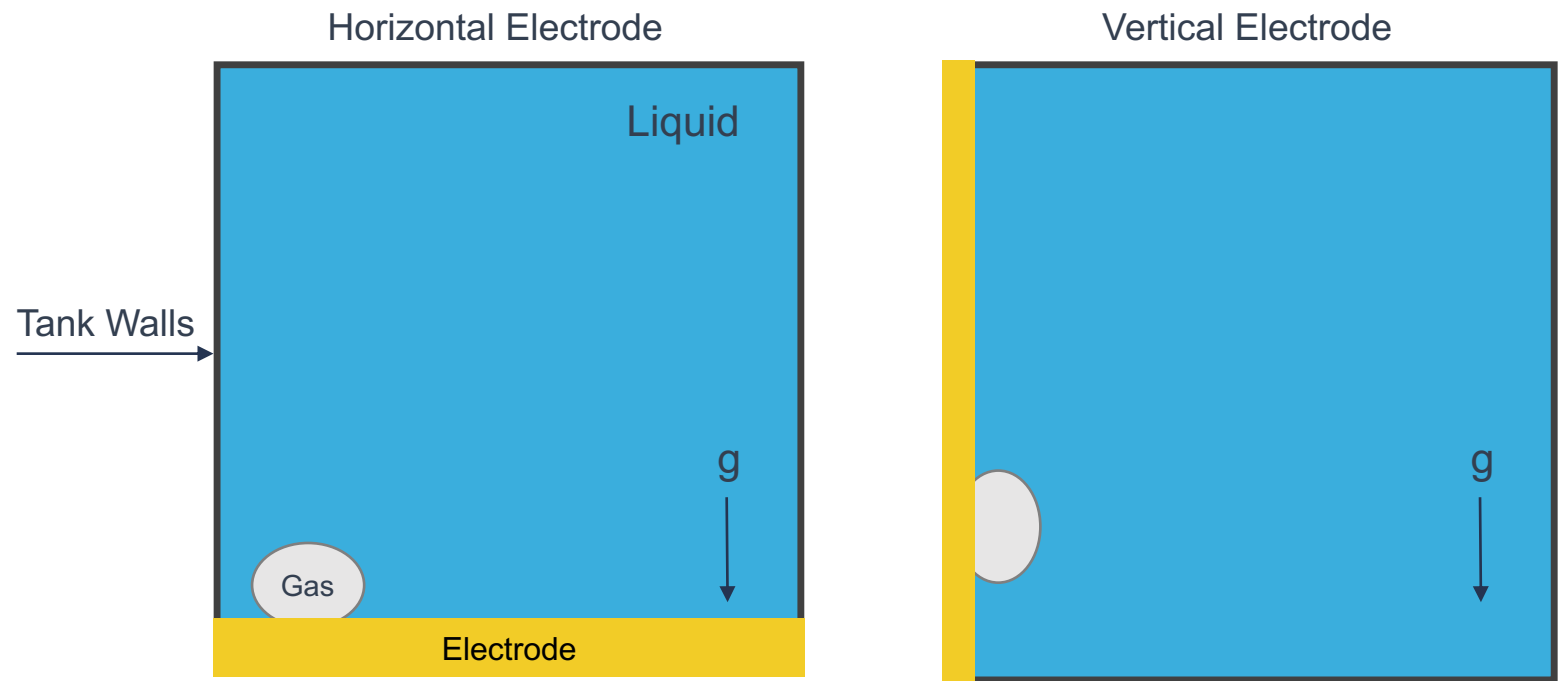 Horizontal Electrode
Vertical Electrode
Liquid
Tank Walls
g
g
Gas
Electrode